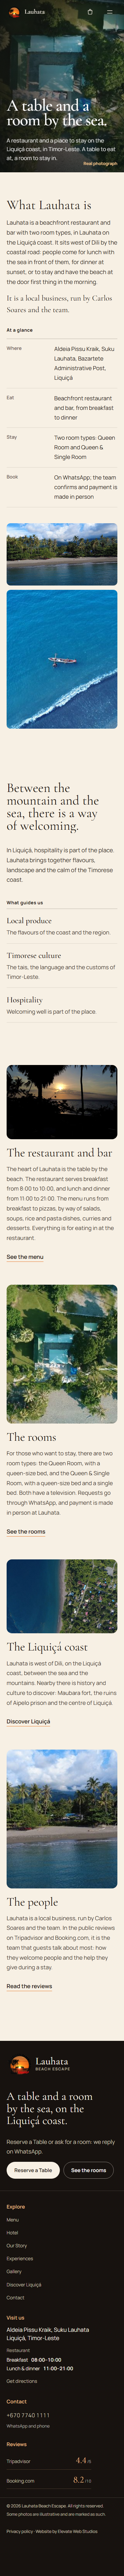 Lauhata
A table and a
room by the sea.
A restaurant and a place to stay on the
Liquiçá coast, in Timor-Leste. A table to eat
at, a room to stay in.
Real photograph
What Lauhata is
Lauhata is a beachfront restaurant and
bar with two room types, in Lauhata on
the Liquiçá coast. It sits west of Dili by the
coastal road: people come for lunch with
the sea in front of them, for dinner at
sunset, or to stay and have the beach at
the door first thing in the morning.
It is a local business, run by Carlos
Soares and the team.
At a glance
Where
Aldeia Pissu Kraik, Suku
Lauhata, Bazartete
Administrative Post,
Liquiçá
Eat
Beachfront restaurant
and bar, from breakfast
to dinner
Stay
Two room types: Queen
Room and Queen &
Single Room
Book
On WhatsApp; the team
confirms and payment is
made in person
Between the
mountain and the
sea, there is a way
of welcoming.
In Liquiçá, hospitality is part of the place.
Lauhata brings together flavours,
landscape and the calm of the Timorese
coast.
What guides us
Local produce
The flavours of the coast and the region.
Timorese culture
The tais, the language and the customs of
Timor-Leste.
Hospitality
Welcoming well is part of the place.
The restaurant and bar
The heart of Lauhata is the table by the
beach. The restaurant serves breakfast
from 8:00 to 10:00, and lunch and dinner
from 11:00 to 21:00. The menu runs from
breakfast to pizzas, by way of salads,
soups, rice and pasta dishes, curries and
desserts. Everything is for eating in at the
restaurant.
See the menu
The rooms
For those who want to stay, there are two
room types: the Queen Room, with a
queen-size bed, and the Queen & Single
Room, with a queen-size bed and a single
bed. Both have a television. Requests go
through WhatsApp, and payment is made
in person at Lauhata.
See the rooms
The Liquiçá coast
Lauhata is west of Dili, on the Liquiçá
coast, between the sea and the
mountains. Nearby there is history and
culture to discover: Maubara fort, the ruins
of Aipelo prison and the centre of Liquiçá.
Discover Liquiçá
The people
Lauhata is a local business, run by Carlos
Soares and the team. In the public reviews
on Tripadvisor and Booking.com, it is the
team that guests talk about most: how
they welcome people and the help they
give during a stay.
Read the reviews
Lauhata
BEACH ESCAPE
A table and a room
by the sea, on the
Liquiçá coast.
Reserve a Table or ask for a room: we reply
on WhatsApp.
Reserve a Table
See the rooms
Explore
Menu
Hotel
Our Story
Experiences
Gallery
Discover Liquiçá
Contact
Visit us
Aldeia Pissu Kraik, Suku Lauhata
Liquiçá, Timor-Leste
Restaurant
Breakfast 08:00–10:00
Lunch & dinner 11:00–21:00
Get directions
Contact
+670 7740 1111
WhatsApp and phone
Reviews
Tripadvisor 4.4 /5
Booking.com 8.2 /10
© 2026 Lauhata Beach Escape. All rights reserved.
Some photos are illustrative and are marked as such.
Privacy policy · Website by Elevare Web Studios